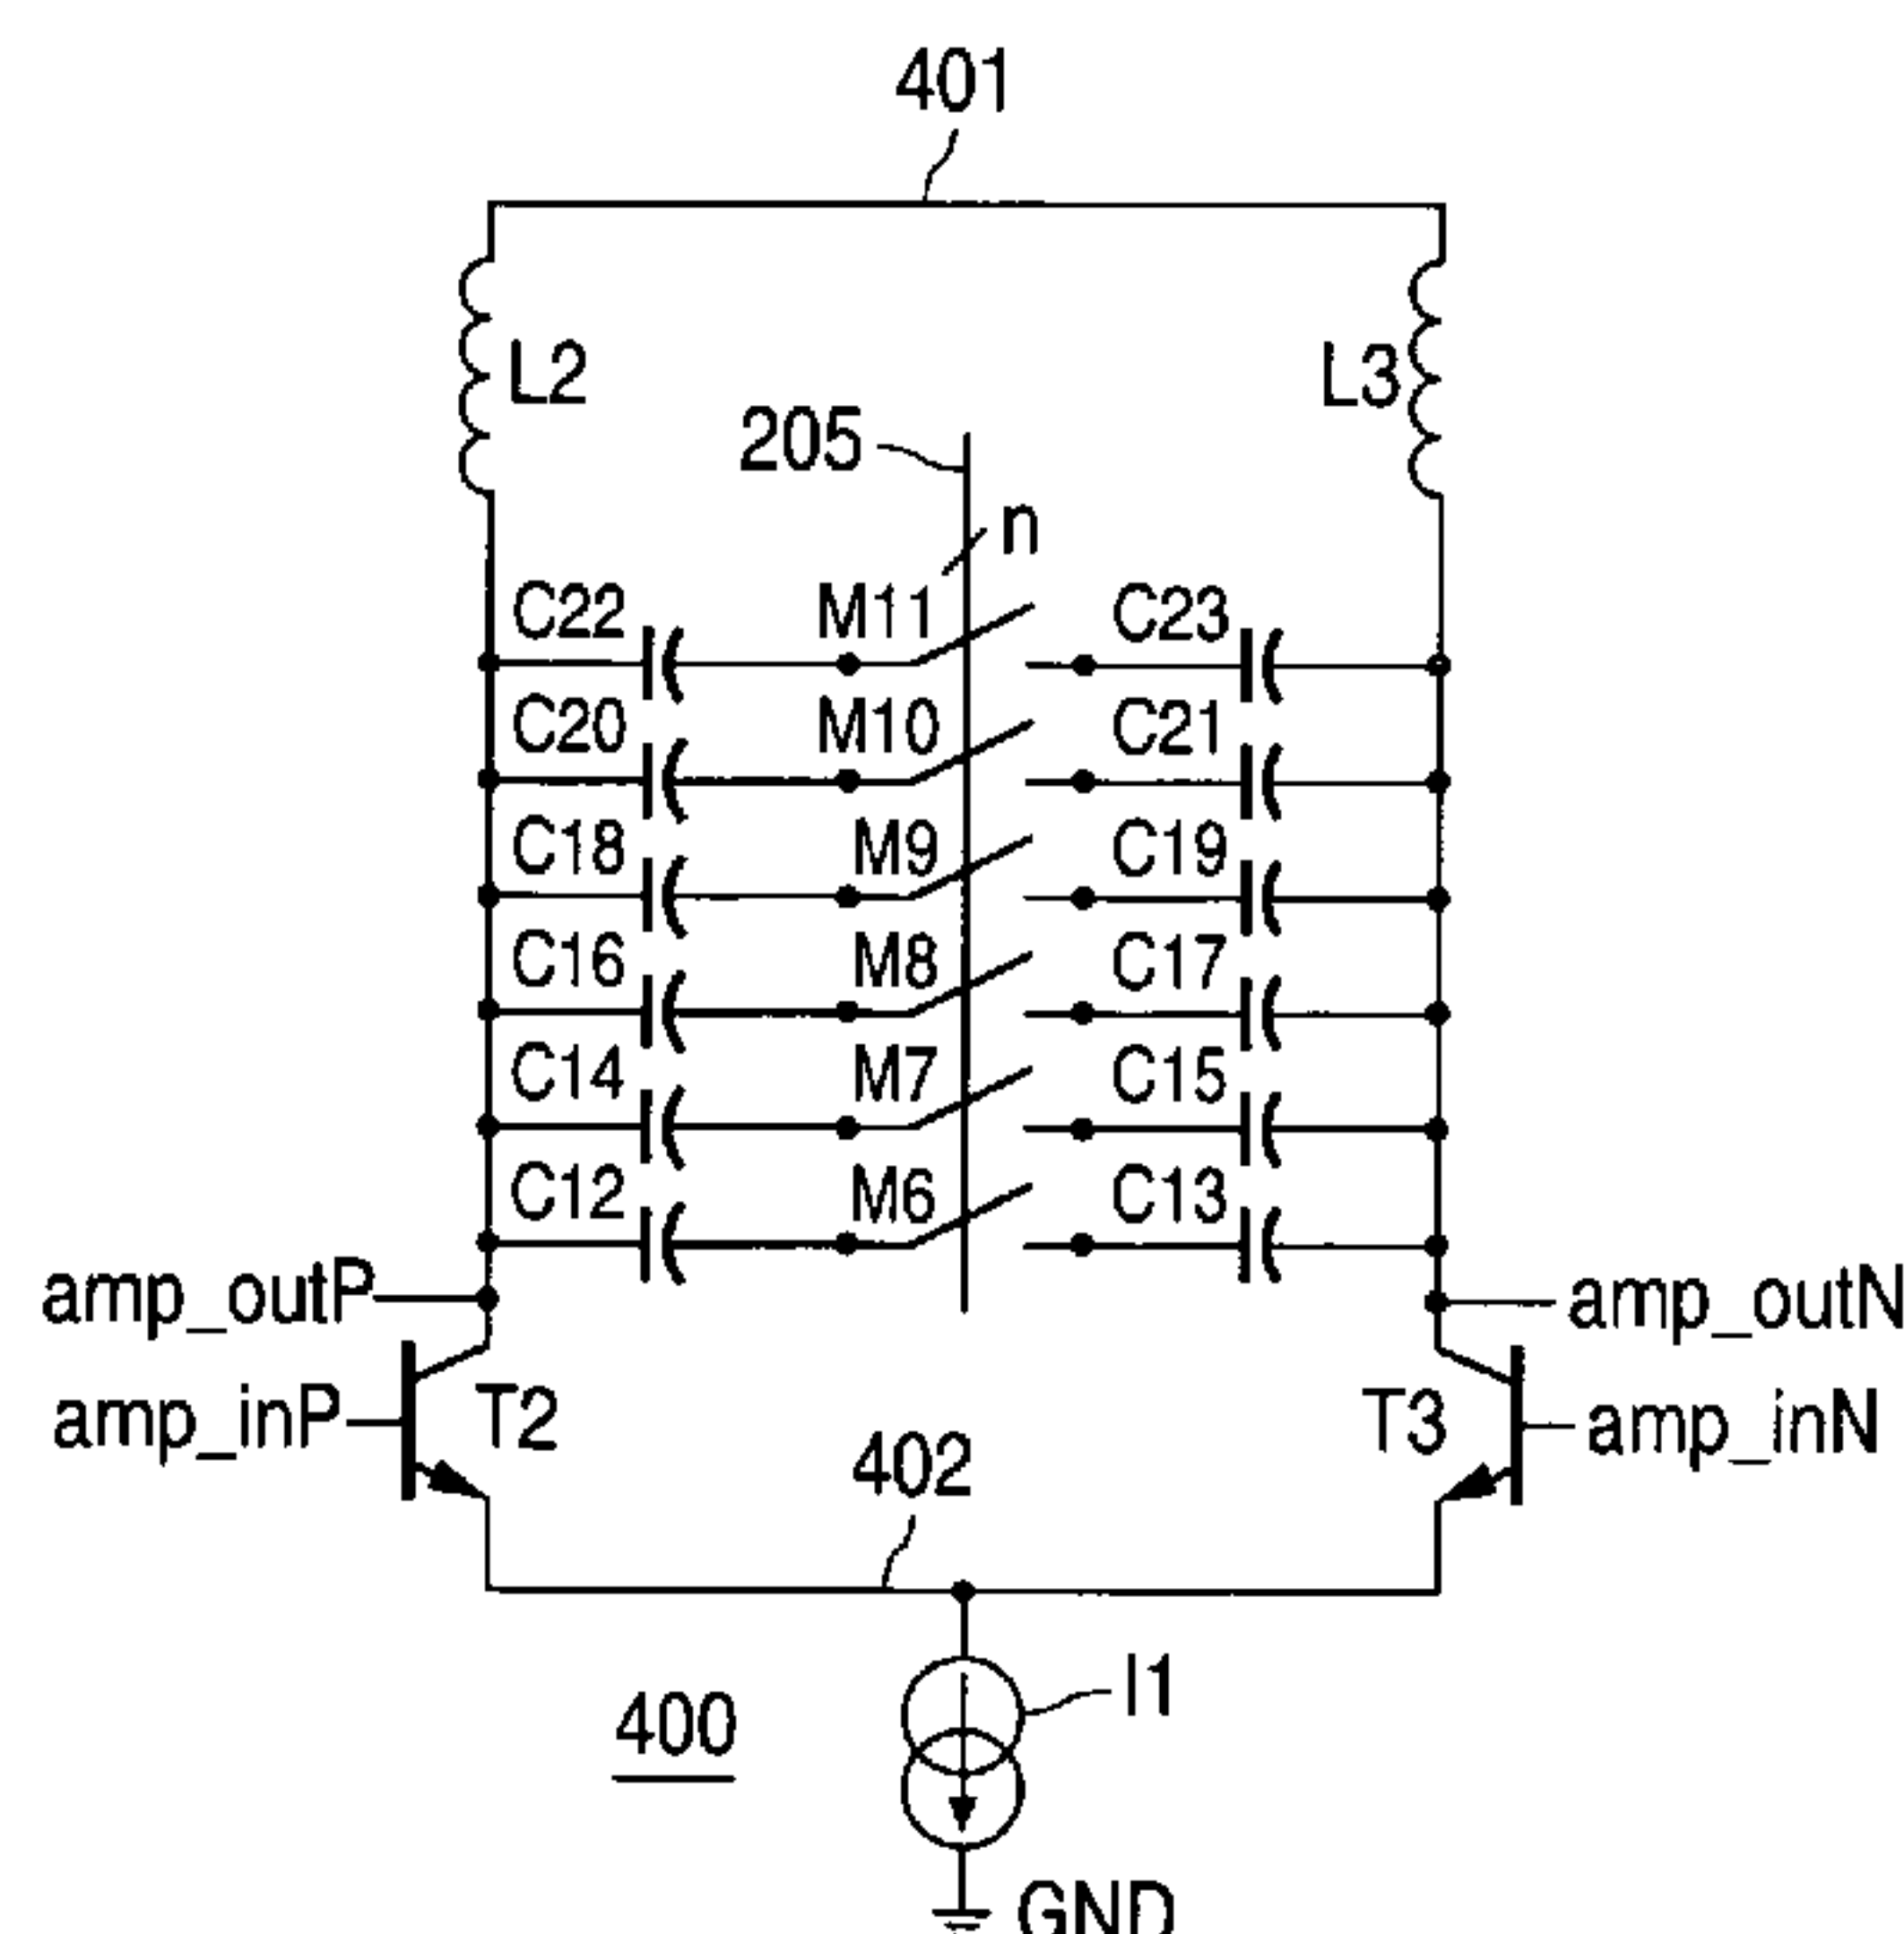 401
L2
L3
205
n
C22 M11 C23
C20 M10 C21
C18 M9 C19
C16 M8 C17
C14 M7 C15
C12 M6 C13
amp_outP
amp_outN
amp_inP T2
T3 amp_inN
402
I1
400
GND